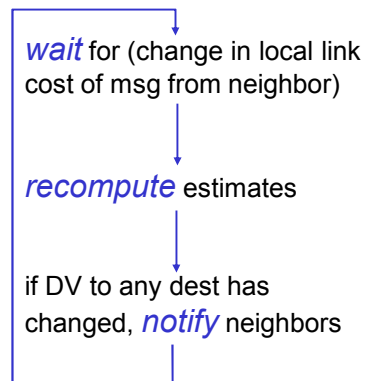 wait for (change in local link
cost of msg from neighbor)
recompute estimates
if DV to any dest has
changed, notify neighbors